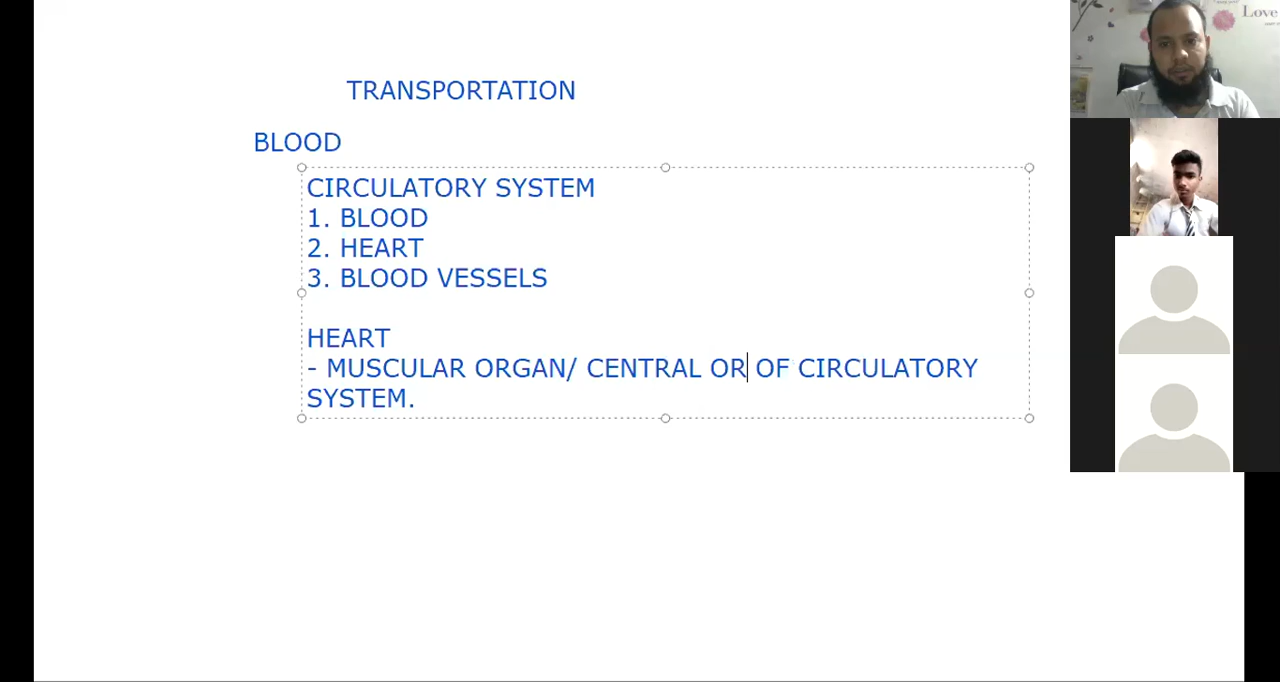 TRANSPORTATION
BLOOD
CIRCULATORY SYSTEM
1. BLOOD
2. HEART
3. BLOOD VESSELS
HEART
- MUSCULAR ORGAN/ CENTRAL OR OF CIRCULATORY
SYSTEM.
Love